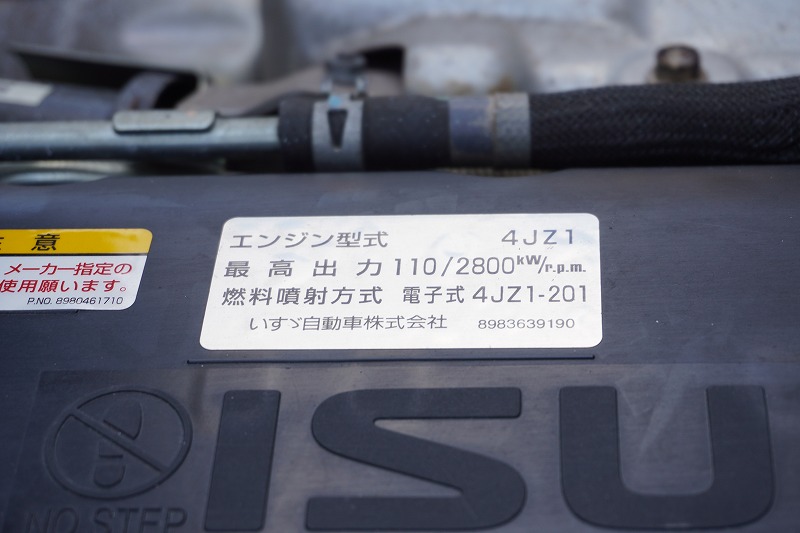 注意
メーカー指定の
使用願います。
P.NO. 8980461710
エンジン型式 4JZ1
最高出力 110/2800kW/r.p.m.
燃料噴射方式 電子式 4JZ1-201
いすゞ自動車株式会社 8983639190
ISU
NO STEP